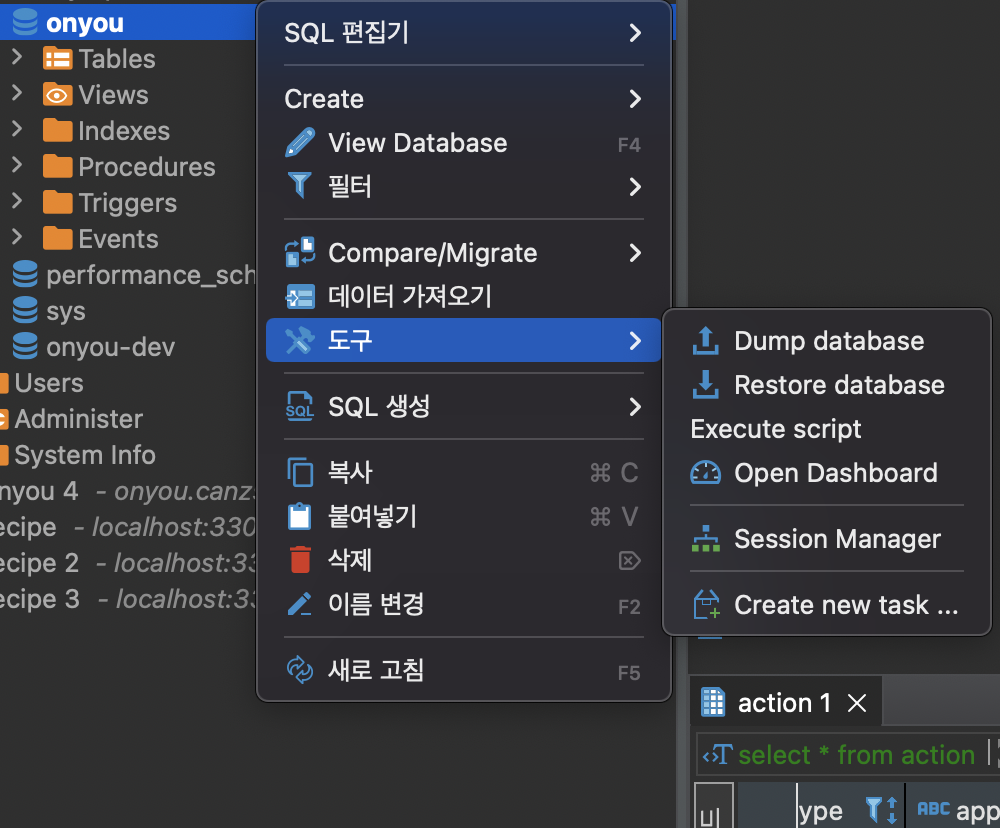 onyou
Tables
Views
Indexes
Procedures
Triggers
Events
performance_sch
sys
onyou-dev
Users
Administer
System Info
nyou 4 - onyou.canz
ecipe - localhost:330
ecipe 2 - localhost:33
ecipe 3 - localhost:33
SQL 편집기
Create
View Database F4
필터
Compare/Migrate
데이터 가져오기
도구
SQL 생성
복사 ⌘ C
붙여넣기 ⌘ V
삭제 ⌦
이름 변경 F2
새로 고침 F5
Dump database
Restore database
Execute script
Open Dashboard
Session Manager
Create new task ...
action 1
select * from action
ype ABC app